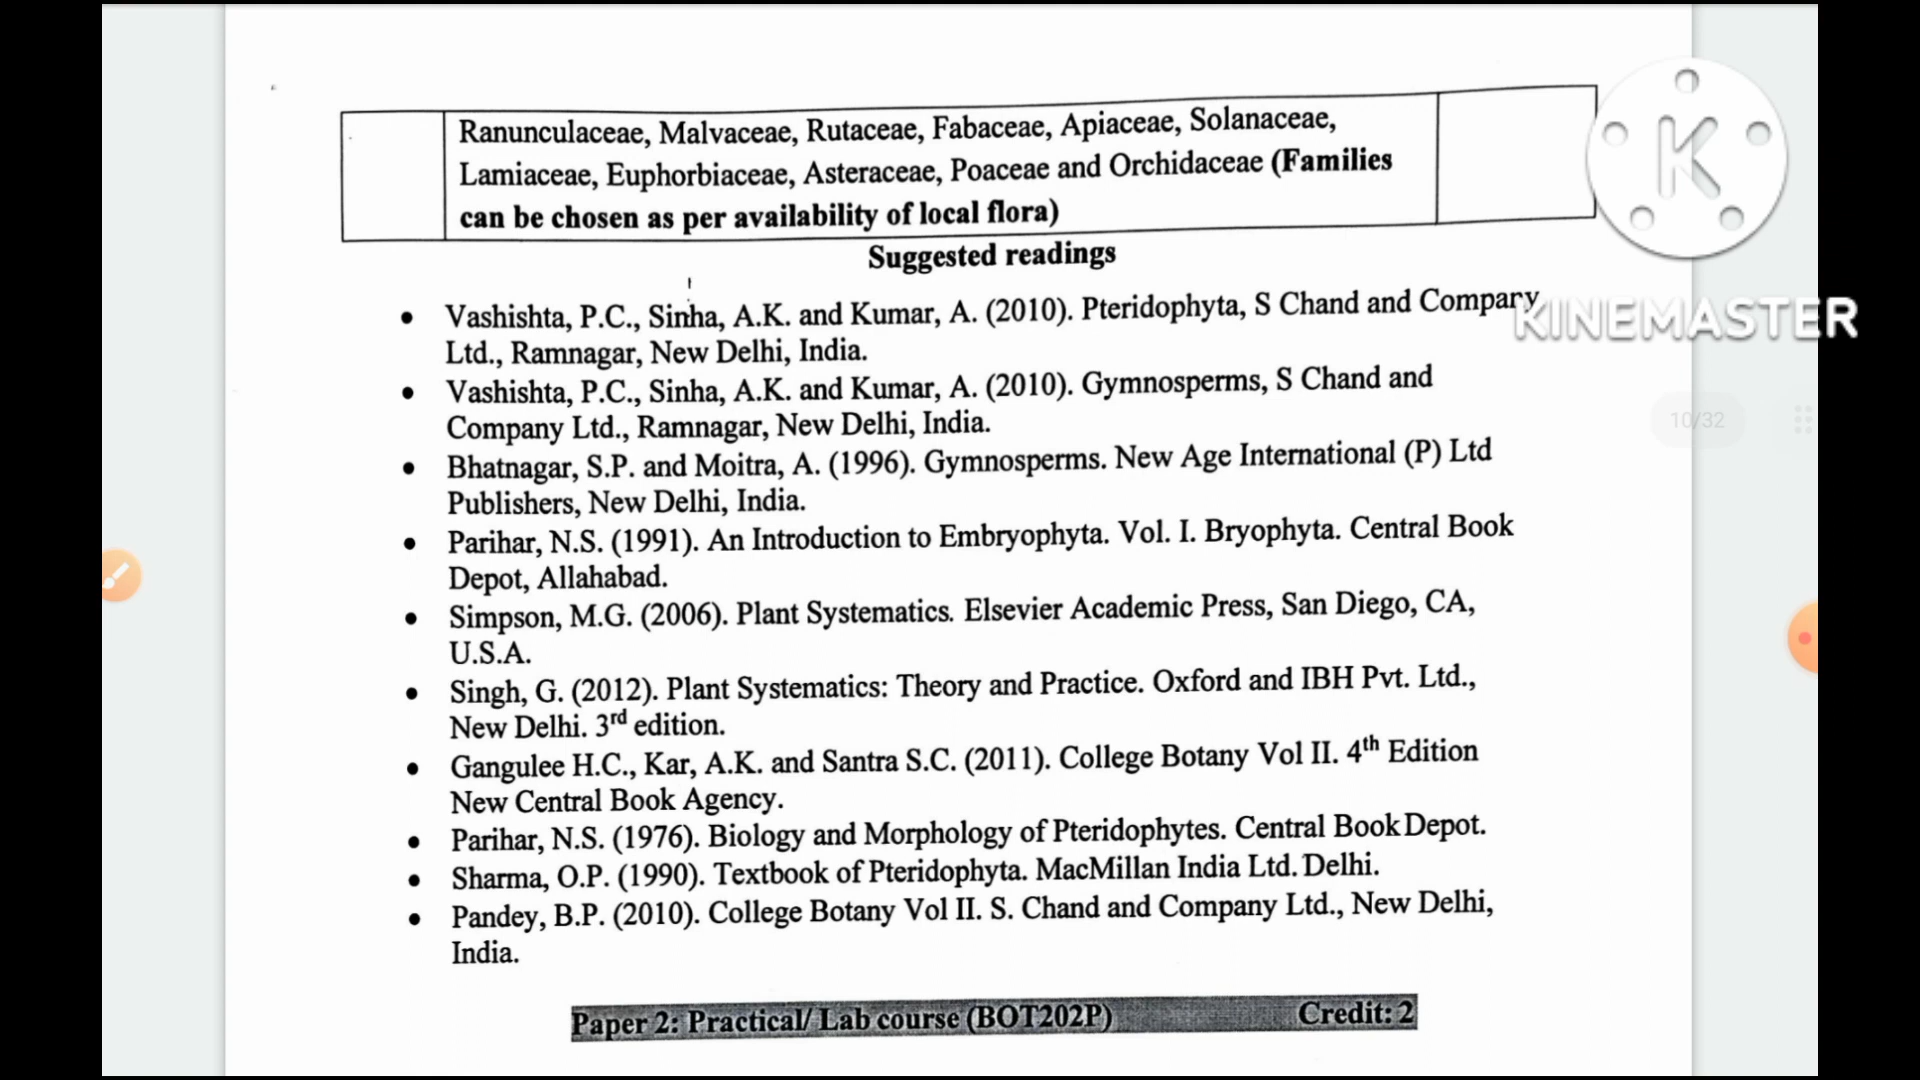 Ranunculaceae, Malvaceae, Rutaceae, Fabaceae, Apiaceae, Solanaceae,
Lamiaceae, Euphorbiaceae, Asteraceae, Poaceae and Orchidaceae (Families
can be chosen as per availability of local flora)
Suggested readings
• Vashishta, P.C., Sinha, A.K. and Kumar, A. (2010). Pteridophyta, S Chand and Company
Ltd., Ramnagar, New Delhi, India.
• Vashishta, P.C., Sinha, A.K. and Kumar, A. (2010). Gymnosperms, S Chand and
Company Ltd., Ramnagar, New Delhi, India.
• Bhatnagar, S.P. and Moitra, A. (1996). Gymnosperms. New Age International (P) Ltd
Publishers, New Delhi, India.
• Parihar, N.S. (1991). An Introduction to Embryophyta. Vol. I. Bryophyta. Central Book
Depot, Allahabad.
• Simpson, M.G. (2006). Plant Systematics. Elsevier Academic Press, San Diego, CA,
U.S.A.
• Singh, G. (2012). Plant Systematics: Theory and Practice. Oxford and IBH Pvt. Ltd.,
New Delhi. 3rd edition.
• Gangulee H.C., Kar, A.K. and Santra S.C. (2011). College Botany Vol II. 4th Edition
New Central Book Agency.
• Parihar, N.S. (1976). Biology and Morphology of Pteridophytes. Central Book Depot.
• Sharma, O.P. (1990). Textbook of Pteridophyta. MacMillan India Ltd. Delhi.
• Pandey, B.P. (2010). College Botany Vol II. S. Chand and Company Ltd., New Delhi,
India.
Paper 2: Practical/ Lab course (BOT202P) Credit: 2
K
KINEMASTER
10/32